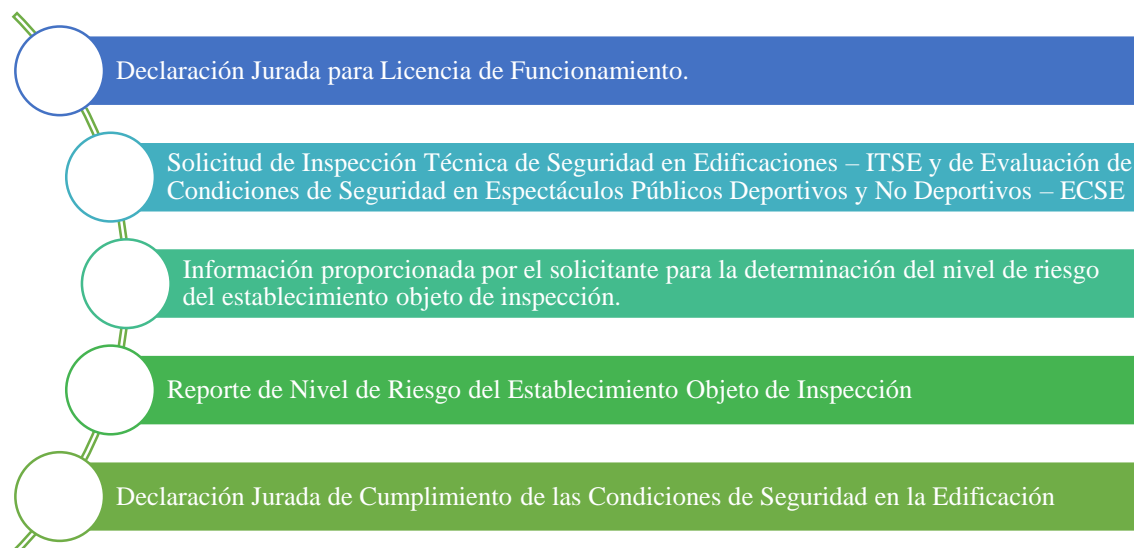 Declaración Jurada para Licencia de Funcionamiento.
Solicitud de Inspección Técnica de Seguridad en Edificaciones – ITSE y de Evaluación de
Condiciones de Seguridad en Espectáculos Públicos Deportivos y No Deportivos – ECSE
Información proporcionada por el solicitante para la determinación del nivel de riesgo
del establecimiento objeto de inspección.
Reporte de Nivel de Riesgo del Establecimiento Objeto de Inspección
Declaración Jurada de Cumplimiento de las Condiciones de Seguridad en la Edificación